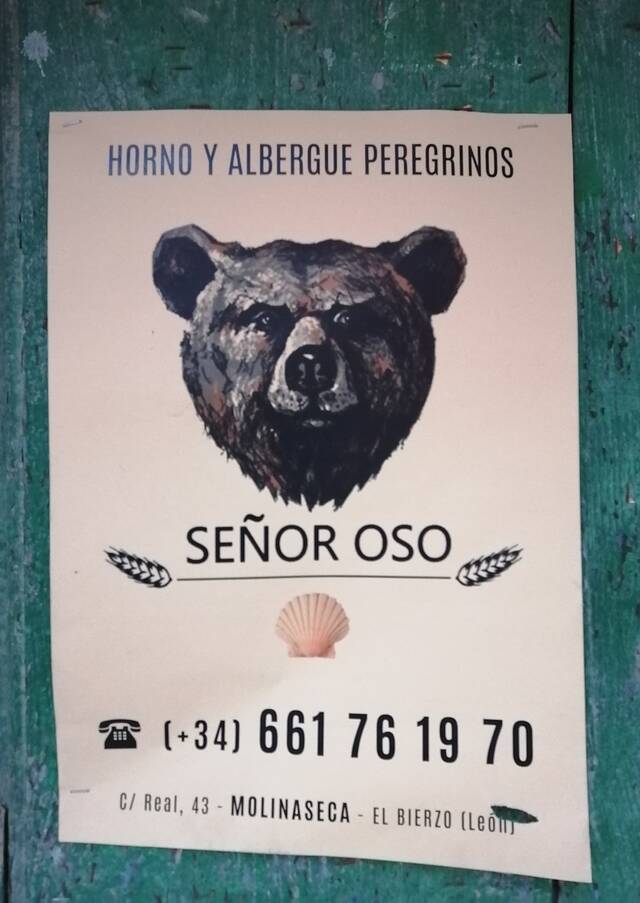 HORNO Y ALBERGUE PEREGRINOS
SEÑOR OSO
(+34) 661 76 19 70
C/ Real, 43 - MOLINASECA - EL BIERZO (León)